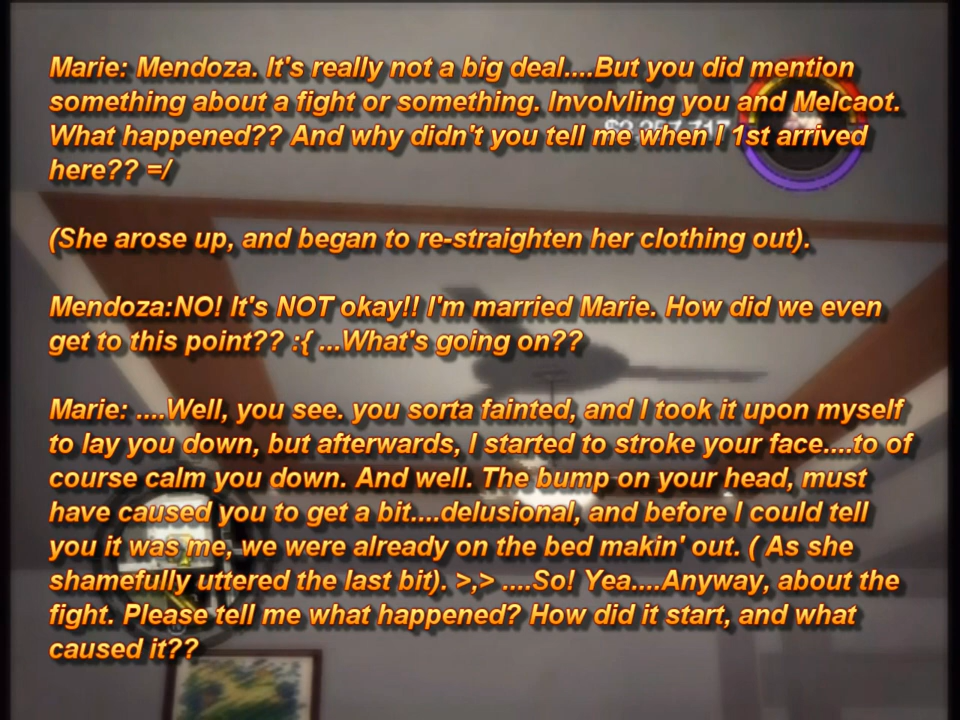 Marie: Mendoza. It's really not a big deal....But you did mention
something about a fight or something. Involvling you and Melcaot.
What happened?? And why didn't you tell me when I 1st arrived
here?? =/
(She arose up, and began to re-straighten her clothing out).
Mendoza:NO! It's NOT okay!! I'm married Marie. How did we even
get to this point?? :{ ...What's going on??
Marie: ....Well, you see. you sorta fainted, and I took it upon myself
to lay you down, but afterwards, I started to stroke your face....to of
course calm you down. And well. The bump on your head, must
have caused you to get a bit....delusional, and before I could tell
you it was me, we were already on the bed makin' out. ( As she
shamefully uttered the last bit). >,> ....So! Yea....Anyway, about the
fight. Please tell me what happened? How did it start, and what
caused it??